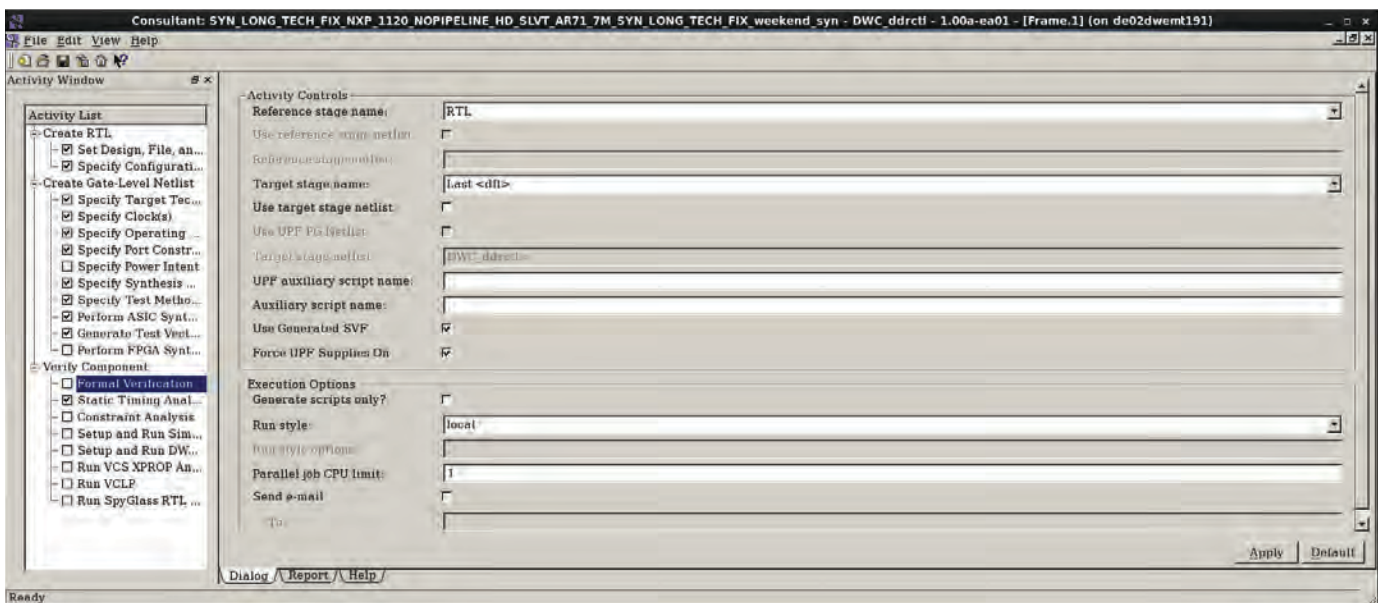 Consultant: SYN_LONG_TECH_FIX_NXP_1120_NOPIPELINE_HD_SLVT_AR71_7M_SYN_LONG_TECH_FIX_weekend_syn - DWC_ddrctl - 1.00a-ea01 - [Frame.1] (on de02dwemt191)
File Edit View Help
Activity Window
Activity List
Create RTL
Set Design, File, an...
Specify Configurati...
Create Gate-Level Netlist
Specify Target Tec...
Specify Clock(s)
Specify Operating ...
Specify Port Constr...
Specify Power Intent
Specify Synthesis ...
Specify Test Metho...
Perform ASIC Synt...
Generate Test Vect...
Perform FPGA Synt...
Verify Component
Formal Verification
Static Timing Anal...
Constraint Analysis
Setup and Run Sim...
Setup and Run DW...
Run VCS XPROP An...
Run VCLP
Run SpyGlass RTL ...
Activity Controls
Reference stage name: RTL
Use reference stage netlist
Reference stage netlist:
Target stage name: Last <dft>
Use target stage netlist
Use UPF PG Netlist
Target stage netlist
UPF auxiliary script name:
Auxiliary script name:
Use Generated SVF
Force UPF Supplies On
Execution Options
Generate scripts only?
Run style: local
Run style options:
Parallel job CPU limit: 1
Send e-mail
To:
Apply Default
Dialog Report Help
Ready